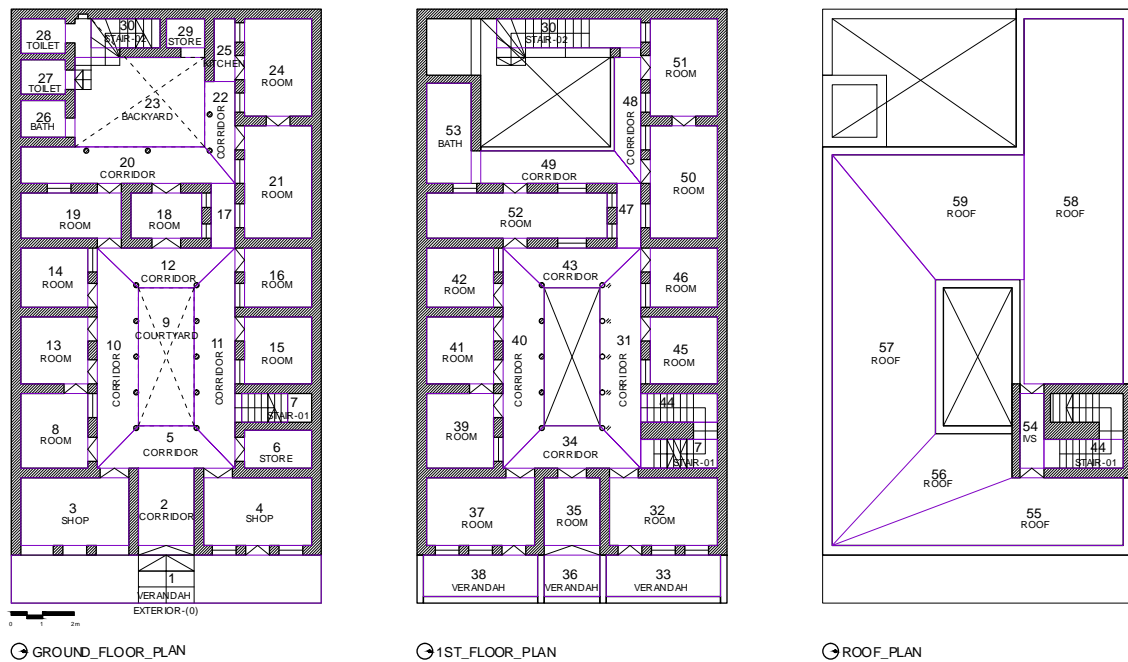 28
TOILET
30
STAIR-02
29
STORE
25
KITCHEN
24
ROOM
27
TOILET
23
BACKYARD
22
CORRIDOR
26
BATH
20
CORRIDOR
21
ROOM
19
ROOM
18
ROOM
17
14
ROOM
12
CORRIDOR
16
ROOM
9
COURTYARD
13
ROOM
10
CORRIDOR
11
CORRIDOR
15
ROOM
7
STAIR-01
8
ROOM
5
CORRIDOR
6
STORE
3
SHOP
2
CORRIDOR
4
SHOP
1
VERANDAH
EXTERIOR-(0)
0 1 2m
GROUND_FLOOR_PLAN
30
STAIR-02
51
ROOM
48
CORRIDOR
53
BATH
49
CORRIDOR
50
ROOM
52
ROOM
47
42
ROOM
43
CORRIDOR
46
ROOM
41
ROOM
40
CORRIDOR
31
CORRIDOR
45
ROOM
44
39
ROOM
34
CORRIDOR
7
STAIR-01
37
ROOM
35
ROOM
32
ROOM
38
VERANDAH
36
VERANDAH
33
VERANDAH
1ST_FLOOR_PLAN
59
ROOF
58
ROOF
57
ROOF
54
IVS
44
STAIR-01
56
ROOF
55
ROOF
ROOF_PLAN